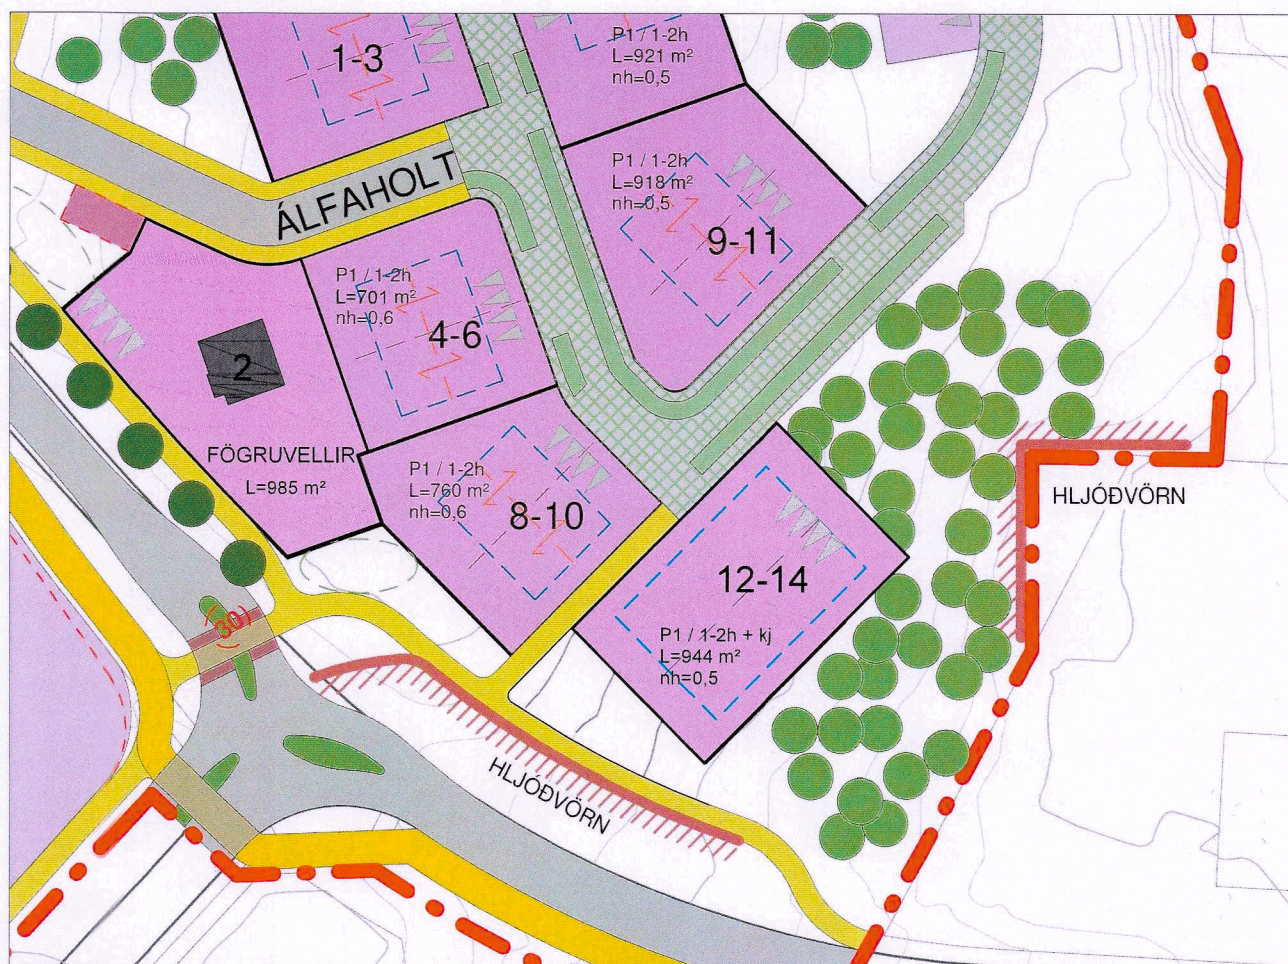 1-3
P1 / 1-2h
L=921 m²
nh=0,5
ÁLFAHOLT
P1 / 1-2h
L=918 m²
nh=0,5
9-11
P1 / 1-2h
L=701 m²
nh=0,6
4-6
2
FÖGRUVELLIR
L=985 m²
P1 / 1-2h
L=760 m²
nh=0,6
8-10
HLJÓÐVÖRN
12-14
P1 / 1-2h + kj
L=944 m²
nh=0,5
(30)
HLJÓÐVÖRN